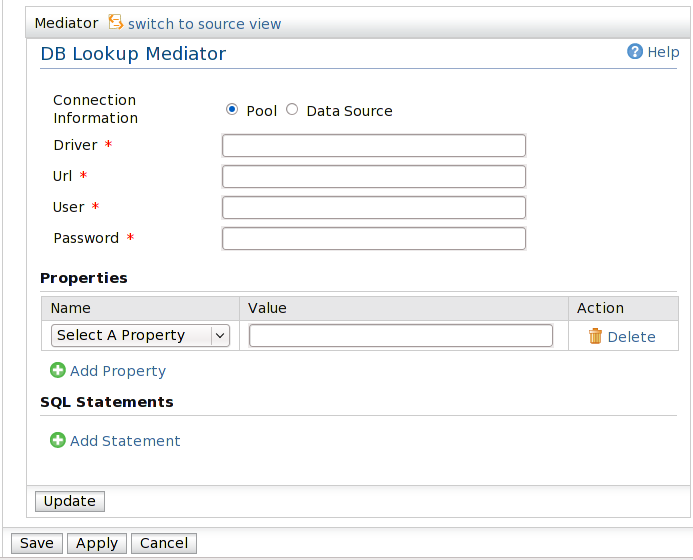 Mediator switch to source view
DB Lookup Mediator Help
Connection
Information
Pool Data Source
Driver *
Url *
User *
Password *
Properties
Name Value Action
Select A Property Delete
Add Property
SQL Statements
Add Statement
Update
Save Apply Cancel